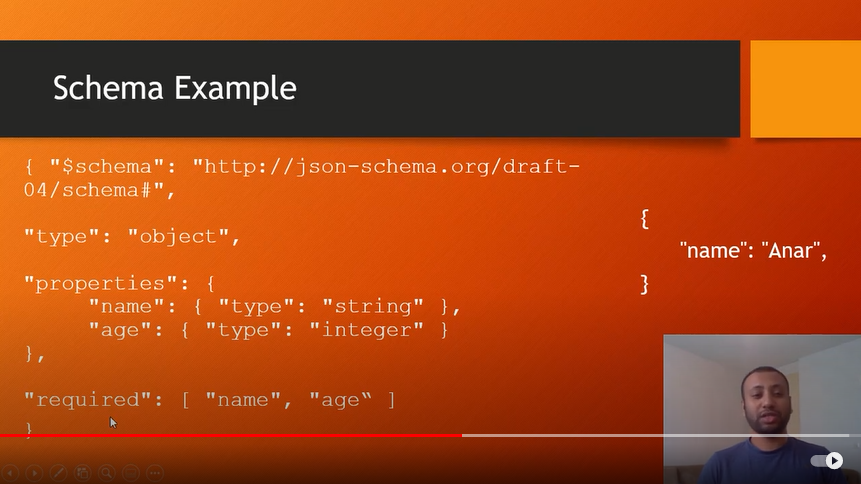 Schema Example
{ "$schema": "http://json-schema.org/draft-
04/schema#",
"type": "object",
"properties": {
"name": { "type": "string" },
"age": { "type": "integer" }
},
"required": [ "name", "age‟ ]
}
{
"name": "Anar",
}